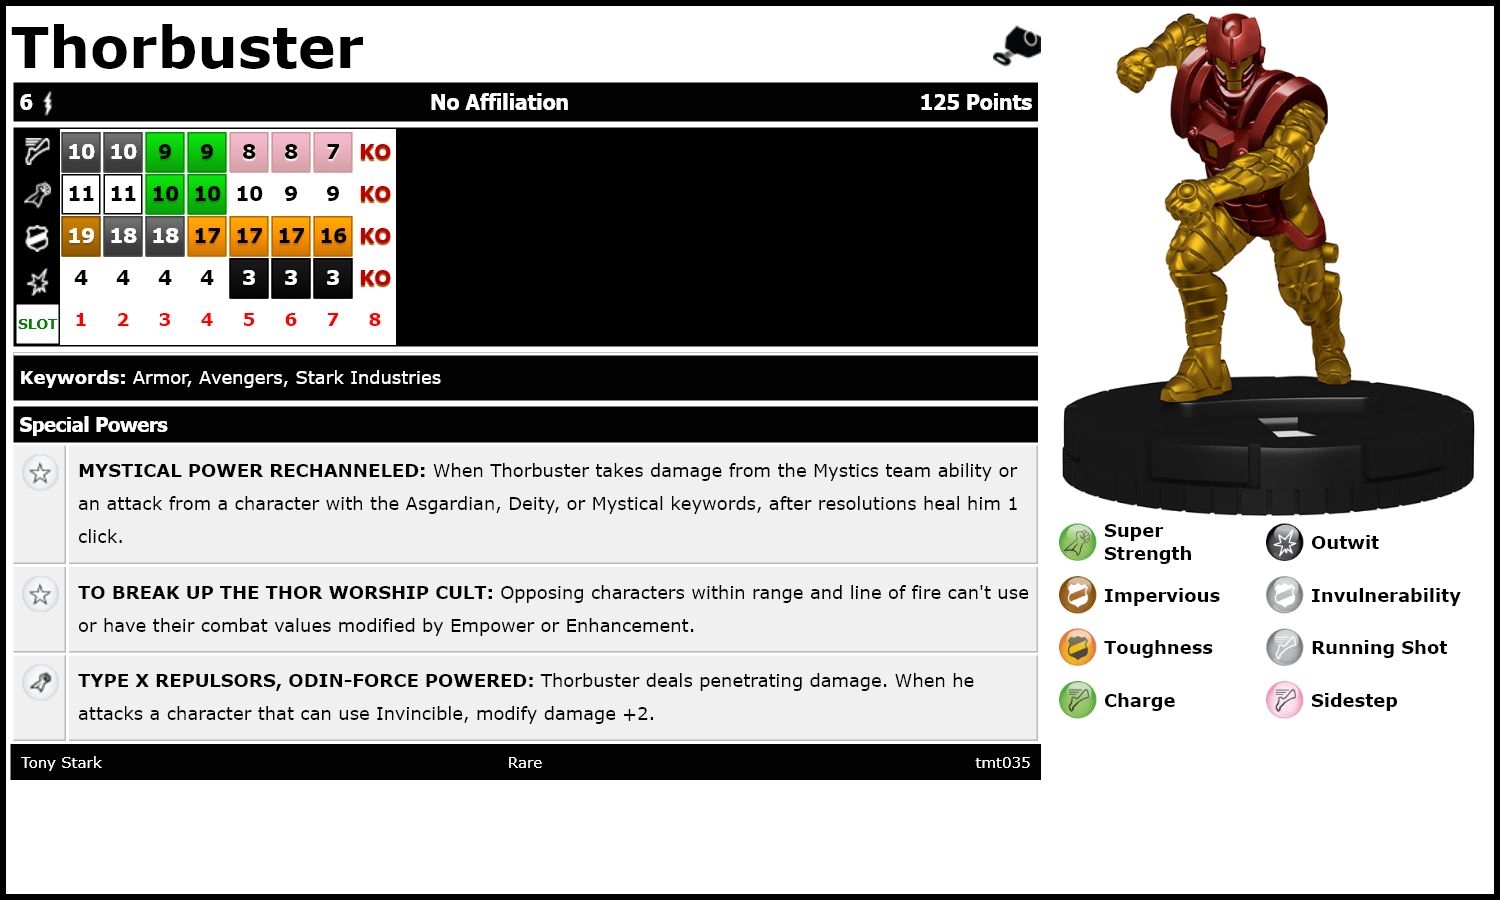 Thorbuster
6 No Affiliation 125 Points
10 10 9 9 8 8 7 KO
11 11 10 10 10 9 9 KO
19 18 18 17 17 17 16 KO
4 4 4 4 3 3 3 KO
SLOT 1 2 3 4 5 6 7 8
Keywords: Armor, Avengers, Stark Industries
Special Powers
MYSTICAL POWER RECHANNELED: When Thorbuster takes damage from the Mystics team ability or
an attack from a character with the Asgardian, Deity, or Mystical keywords, after resolutions heal him 1
click.
TO BREAK UP THE THOR WORSHIP CULT: Opposing characters within range and line of fire can't use
or have their combat values modified by Empower or Enhancement.
TYPE X REPULSORS, ODIN-FORCE POWERED: Thorbuster deals penetrating damage. When he
attacks a character that can use Invincible, modify damage +2.
Tony Stark Rare tmt035
Super
Strength
Outwit
Impervious
Invulnerability
Toughness
Running Shot
Charge
Sidestep